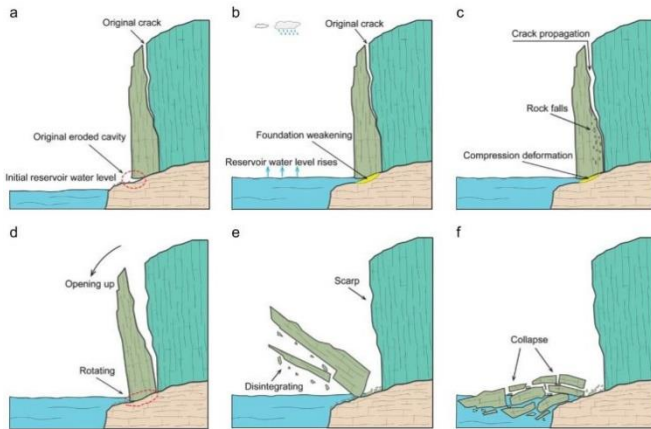 a
Original crack
Original eroded cavity
Initial reservoir water level
b
Original crack
Foundation weakening
Reservoir water level rises
c
Crack propagation
Rock falls
Compression deformation
d
Opening up
Rotating
e
Scarp
Disintegrating
f
Collapse